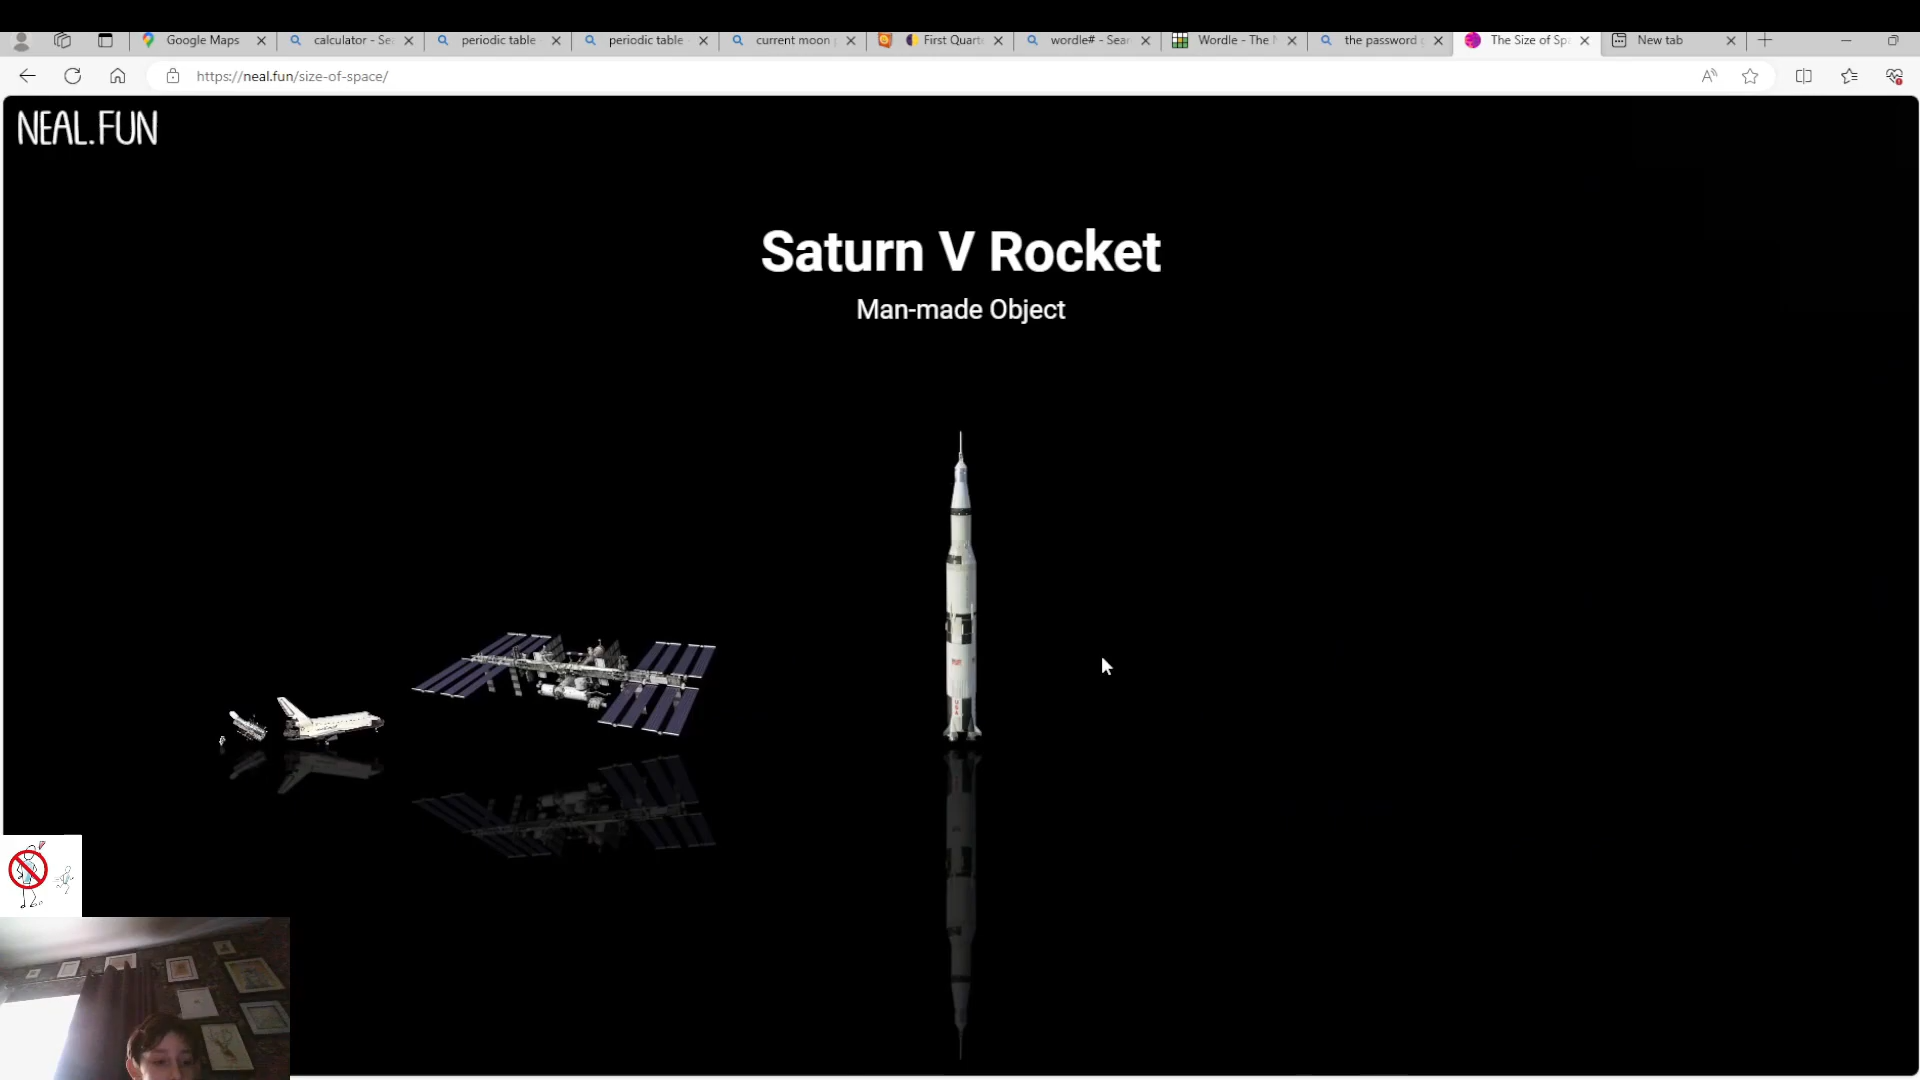 Google Maps
calculator - Se
periodic table
periodic table
current moon
First Quart
wordle# - Sear
Wordle - The N
the password g
The Size of Sp
New tab
https://neal.fun/size-of-space/
NEAL.FUN
Saturn V Rocket
Man-made Object
USA